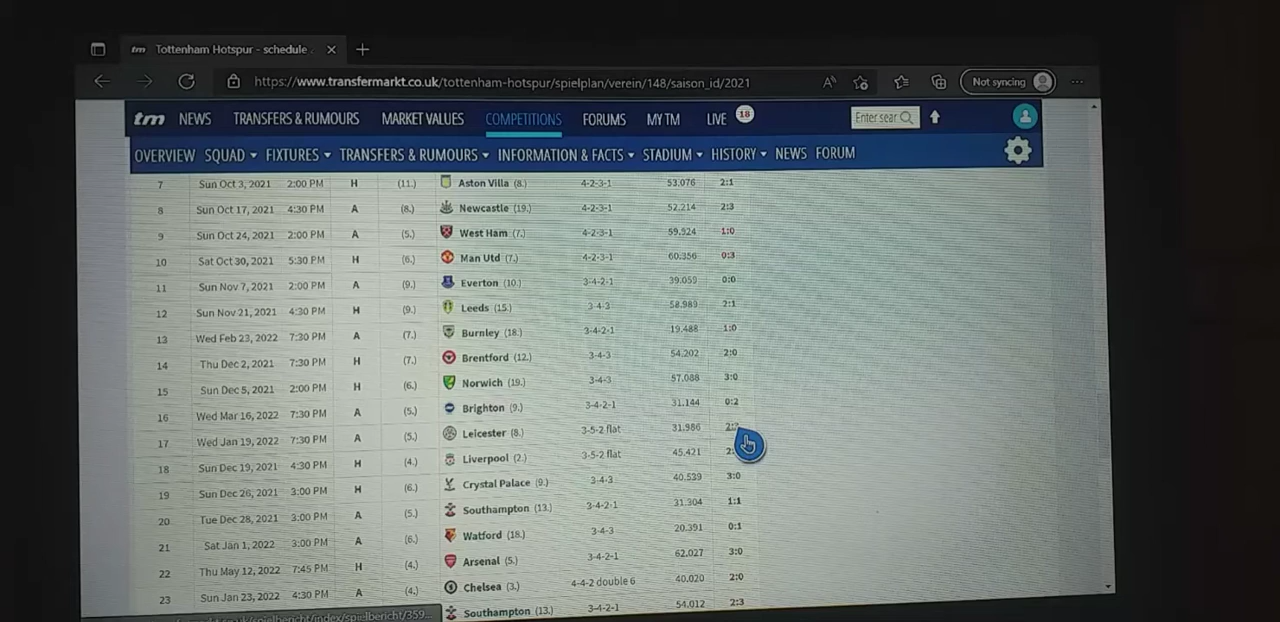 tm Tottenham Hotspur - schedule
https://www.transfermarkt.co.uk/tottenham-hotspur/spielplan/verein/148/saison_id/2021 Not syncing
tm NEWS TRANSFERS & RUMOURS MARKET VALUES COMPETITIONS FORUMS MY TM LIVE 18 Enter sear
OVERVIEW SQUAD FIXTURES TRANSFERS & RUMOURS INFORMATION & FACTS STADIUM HISTORY NEWS FORUM
7 Sun Oct 3, 2021 2:00 PM H (11.) Aston Villa (8.) 4-2-3-1 53.076 2:1
8 Sun Oct 17, 2021 4:30 PM A (8.) Newcastle (19.) 4-2-3-1 52.214 2:3
9 Sun Oct 24, 2021 2:00 PM A (5.) West Ham (7.) 4-2-3-1 59.924 1:0
10 Sat Oct 30, 2021 5:30 PM H (6.) Man Utd (7.) 4-2-3-1 60.356 0:3
11 Sun Nov 7, 2021 2:00 PM A (9.) Everton (10.) 3-4-2-1 39.059 0:0
12 Sun Nov 21, 2021 4:30 PM H (9.) Leeds (15.) 3-4-3 58.989 2:1
13 Wed Feb 23, 2022 7:30 PM A (7.) Burnley (18.) 3-4-2-1 19.488 1:0
14 Thu Dec 2, 2021 7:30 PM H (7.) Brentford (12.) 3-4-3 54.202 2:0
15 Sun Dec 5, 2021 2:00 PM H (6.) Norwich (19.) 3-4-3 57.088 3:0
16 Wed Mar 16, 2022 7:30 PM A (5.) Brighton (9.) 3-4-2-1 31.144 0:2
17 Wed Jan 19, 2022 7:30 PM A (5.) Leicester (8.) 3-5-2 flat 31.986
18 Sun Dec 19, 2021 4:30 PM H (4.) Liverpool (2.) 3-5-2 flat 45.421
19 Sun Dec 26, 2021 3:00 PM H (6.) Crystal Palace (9.) 3-4-3 40.539 3:0
20 Tue Dec 28, 2021 3:00 PM A (5.) Southampton (13.) 3-4-2-1 31.304 1:1
21 Sat Jan 1, 2022 3:00 PM A (6.) Watford (18.) 3-4-3 20.391 0:1
22 Thu May 12, 2022 7:45 PM H (4.) Arsenal (5.) 3-4-2-1 62.027 3:0
23 Sun Jan 23, 2022 4:30 PM A (4.) Chelsea (3.) 4-4-2 double 6 40.020 2:0
Southampton (13.) 3-4-2-1 54.012 2:3